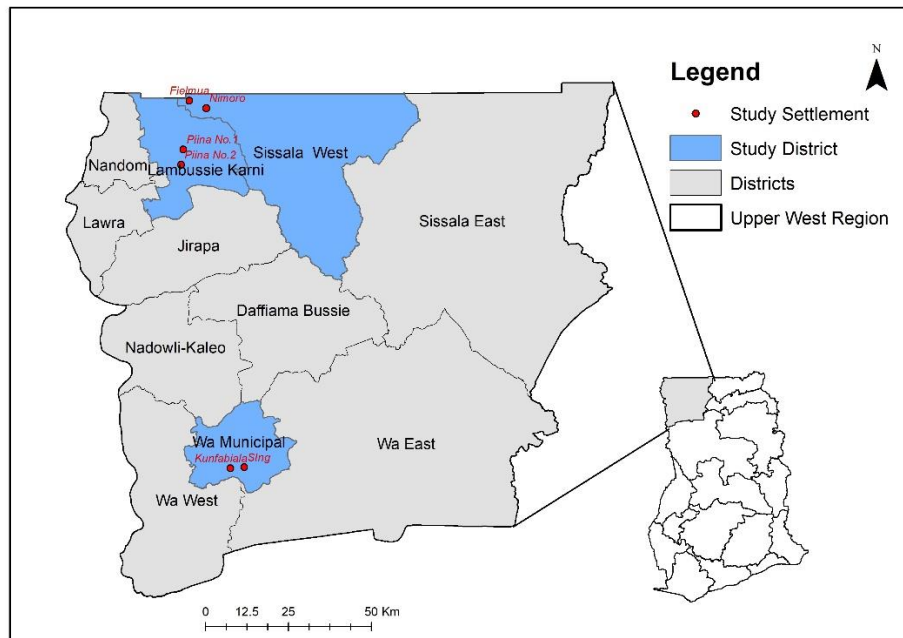 N
Legend
Study Settlement
Study District
Districts
Upper West Region
Fielmua
Nimoro
Piina No.1
Piina No.2
Sissala West
Nandom
Lambussie Karni
Lawra
Sissala East
Jirapa
Daffiama Bussie
Nadowli-Kaleo
Wa Municipal
Wa East
Kunfabiala
SIng
Wa West
0 12.5 25 50 Km